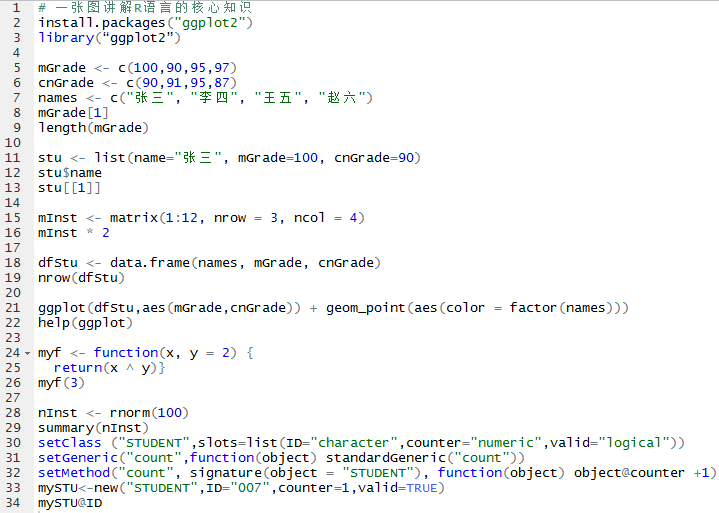 1 # 一张图讲解R语言的核心知识
2 install.packages("ggplot2")
3 library(“ggplot2”)
4
5 mGrade <- c(100,90,95,97)
6 cnGrade <- c(90,91,95,87)
7 names <- c("张三", "李四", "王五", "赵六")
8 mGrade[1]
9 length(mGrade)
10
11 stu <- list(name="张三", mGrade=100, cnGrade=90)
12 stu$name
13 stu[[1]]
14
15 mInst <- matrix(1:12, nrow = 3, ncol = 4)
16 mInst * 2
17
18 dfStu <- data.frame(names, mGrade, cnGrade)
19 nrow(dfStu)
20
21 ggplot(dfStu,aes(mGrade,cnGrade)) + geom_point(aes(color = factor(names)))
22 help(ggplot)
23
24 myf <- function(x, y = 2) {
25   return(x ^ y)}
26 myf(3)
27
28 nInst <- rnorm(100)
29 summary(nInst)
30 setClass ("STUDENT",slots=list(ID="character",counter="numeric",valid="logical"))
31 setGeneric("count",function(object) standardGeneric("count"))
32 setMethod("count", signature(object = "STUDENT"), function(object) object@counter +1)
33 mySTU<-new("STUDENT",ID="007",counter=1,valid=TRUE)
34 mySTU@ID